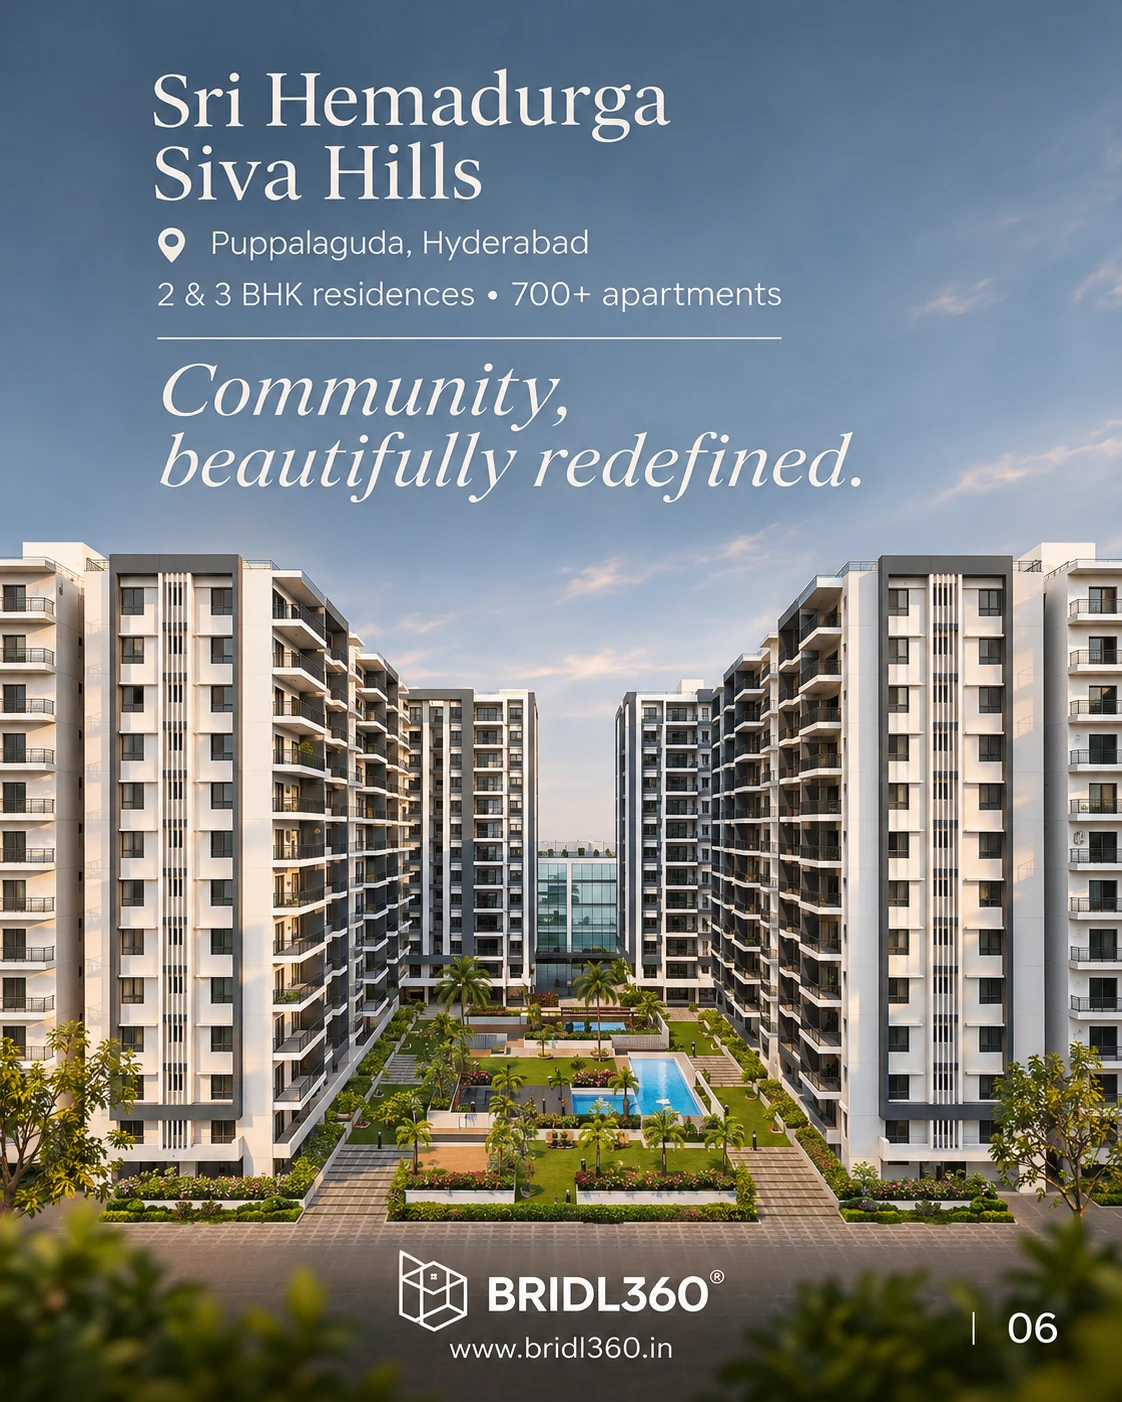 Sri Hemadurga
Siva Hills
Puppalaguda, Hyderabad
2 & 3 BHK residences • 700+ apartments
Community,
beautifully redefined.
BRIDL360®
www.bridl360.in
06